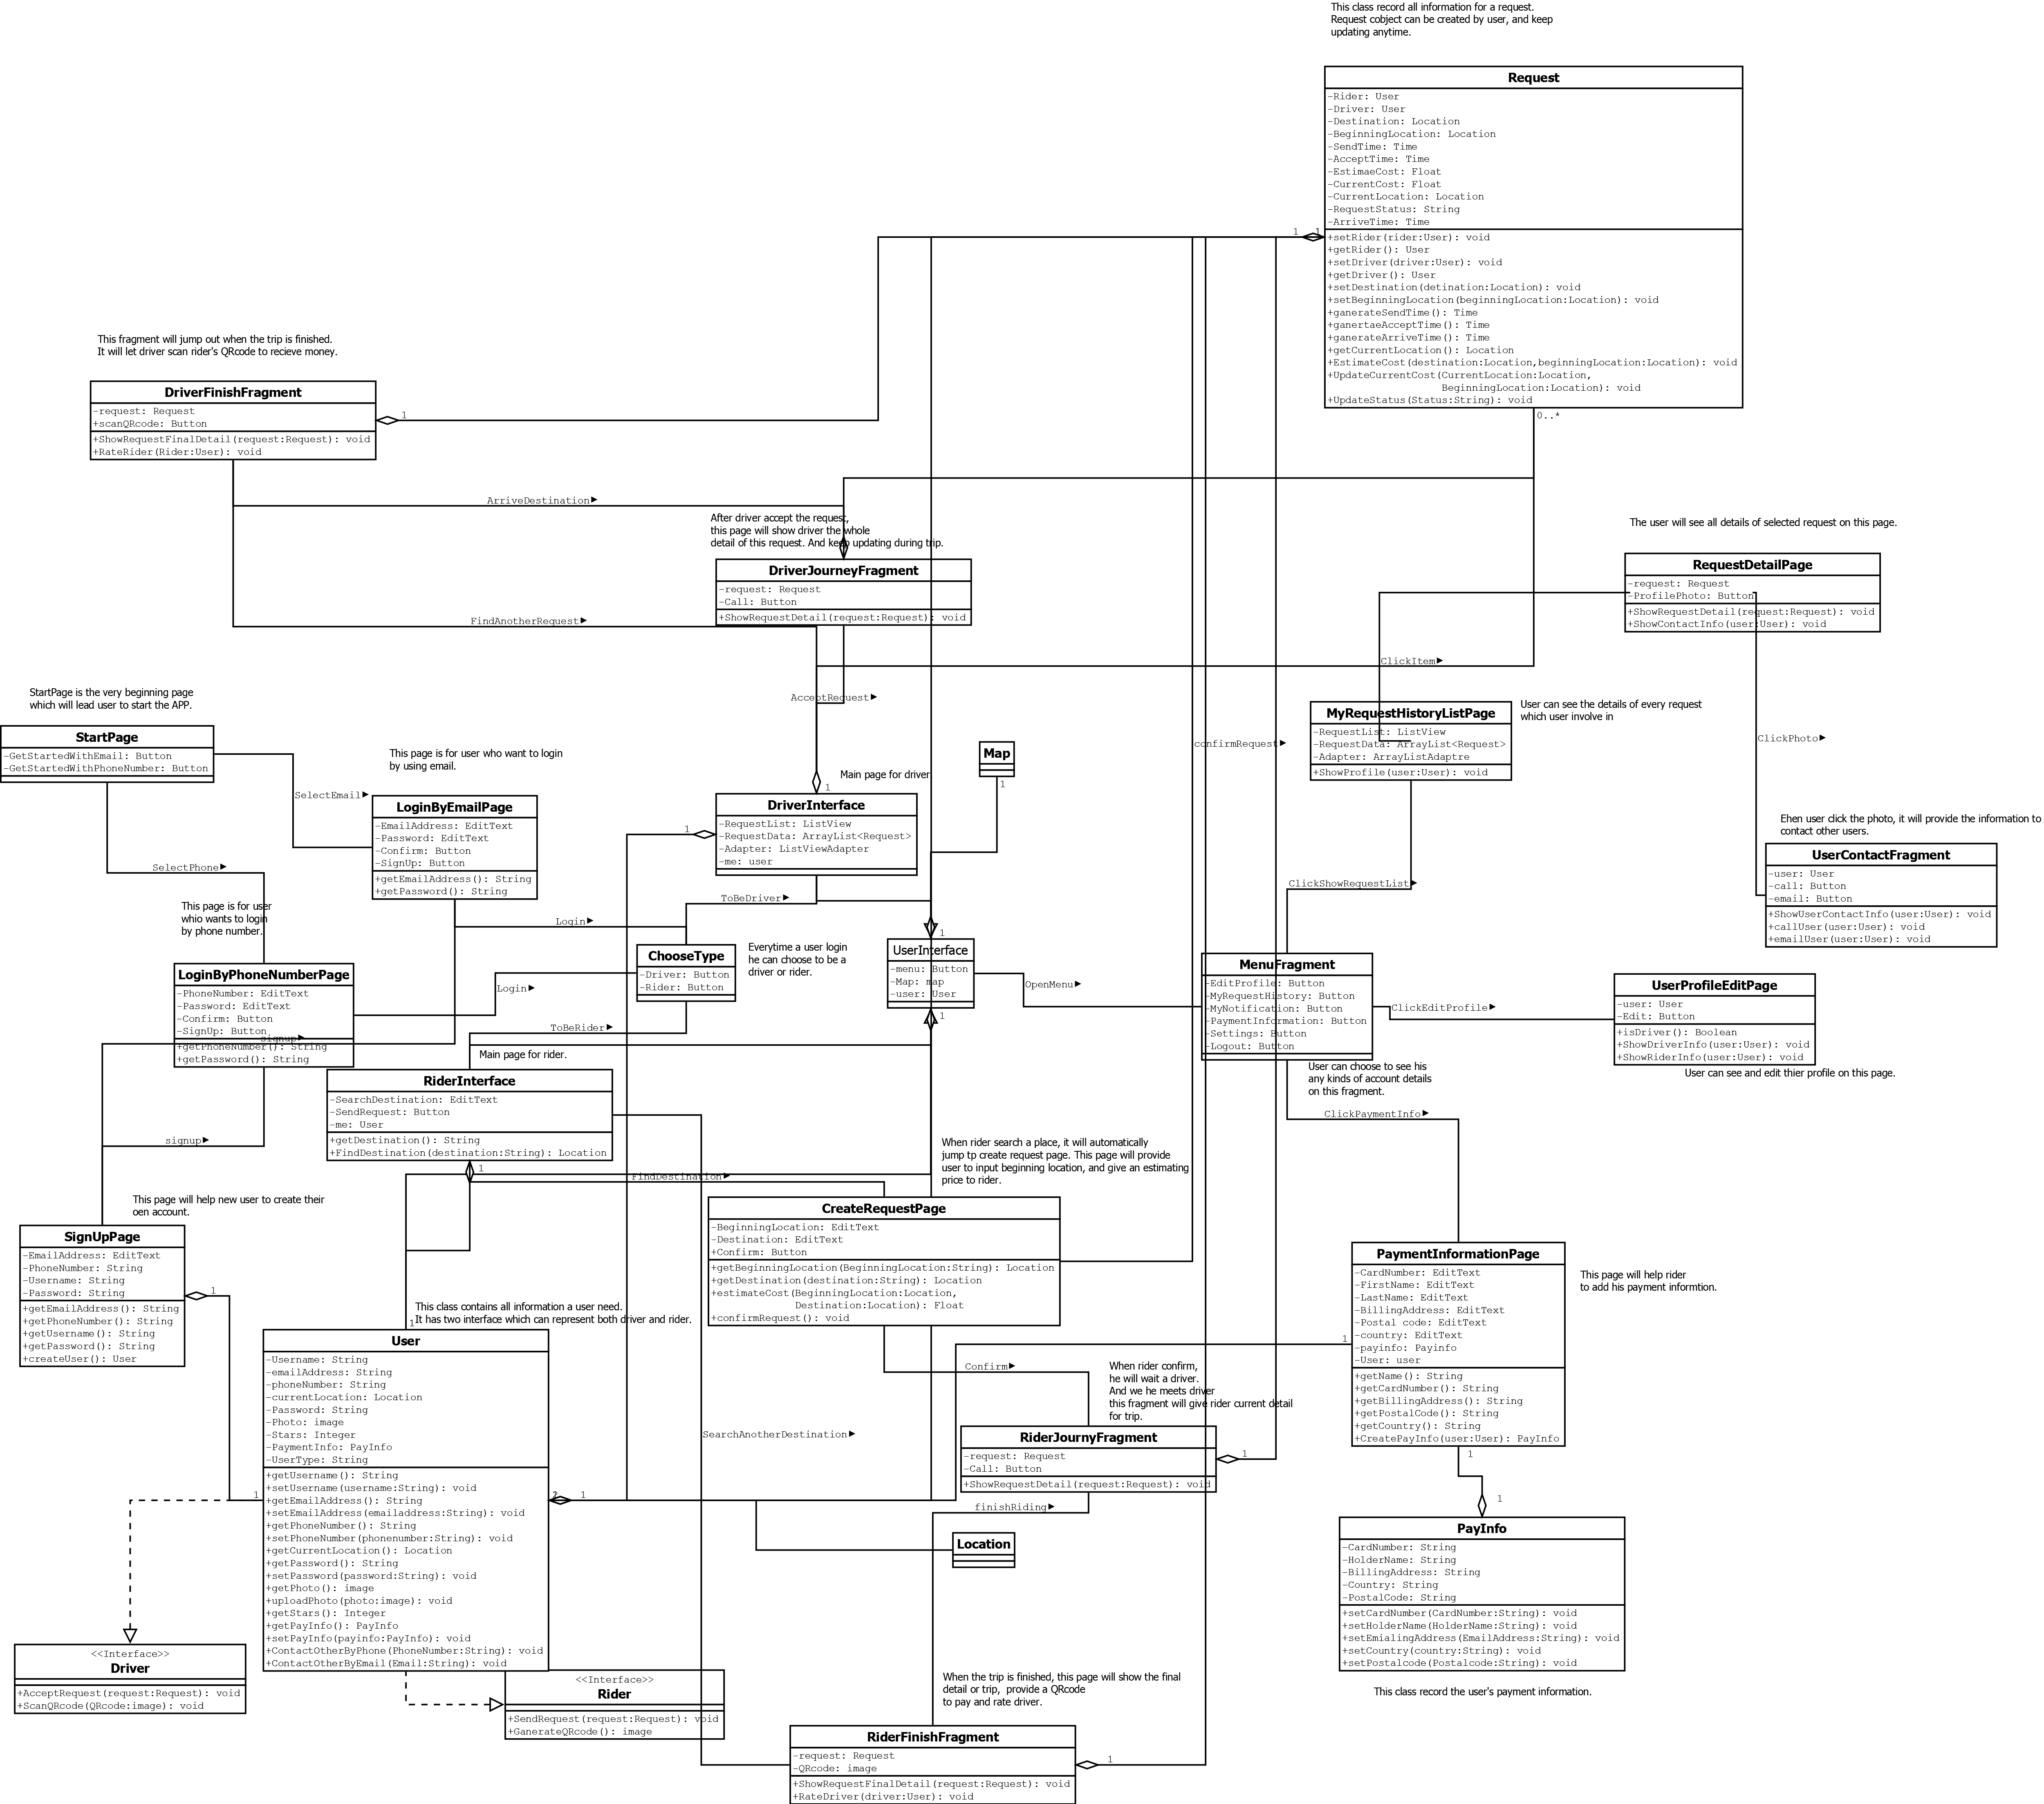 This class record all information for a request.
Request cobject can be created by user, and keep
updating anytime.
Request
-Rider: User
-Driver: User
-Destination: Location
-BeginningLocation: Location
-SendTime: Time
-AcceptTime: Time
-EstimaeCost: Float
-CurrentCost: Float
-CurrentLocation: Location
-RequestStatus: String
-ArriveTime: Time
+setRider(rider:User): void
+getRider(): User
+setDriver(driver:User): void
+getDriver(): User
+setDestination(detination:Location): void
+setBeginningLocation(beginningLocation:Location): void
+ganerateSendTime(): Time
+ganertaeAcceptTime(): Time
+ganerateArriveTime(): Time
+getCurrentLocation(): Location
+EstimateCost(destination:Location,beginningLocation:Location): void
+UpdateCurrentCost(CurrentLocation:Location,
BeginningLocation:Location): void
+UpdateStatus(Status:String): void
1
1
0..*
This fragment will jump out when the trip is finished.
It will let driver scan rider's QRcode to recieve money.
DriverFinishFragment
-request: Request
+scanQRcode: Button
+ShowRequestFinalDetail(request:Request): void
+RateRider(Rider:User): void
1
ArriveDestination
After driver accept the request,
this page will show driver the whole
detail of this request. And keep updating during trip.
DriverJourneyFragment
-request: Request
-Call: Button
+ShowRequestDetail(request:Request): void
FindAnotherRequest
AcceptRequest
The user will see all details of selected request on this page.
RequestDetailPage
-request: Request
-ProfilePhoto: Button
+ShowRequestDetail(request:Request): void
+ShowContactInfo(user:User): void
ClickItem
ClickPhoto
StartPage is the very beginning page
which will lead user to start the APP.
StartPage
-GetStartedWithEmail: Button
-GetStartedWithPhoneNumber: Button
SelectEmail
SelectPhone
This page is for user who want to login
by using email.
LoginByEmailPage
-EmailAddress: EditText
-Password: EditText
-Confirm: Button
-SignUp: Button
+getEmailAddress(): String
+getPassword(): String
Login
Main page for driver
1
DriverInterface
-RequestList: ListView
-RequestData: ArrayList<Request>
-Adapter: ListViewAdapter
-me: user
1
ToBeDriver
Map
1
confirmRequest
MyRequestHistoryListPage
-RequestList: ListView
-RequestData: ArrayList<Request>
-Adapter: ArrayListAdaptre
+ShowProfile(user:User): void
User can see the details of every request
which user involve in
ClickShowRequestList
Ehen user click the photo, it will provide the information to
contact other users.
UserContactFragment
-user: User
-call: Button
-email: Button
+ShowUserContactInfo(user:User): void
+callUser(user:User): void
+emailUser(user:User): void
This page is for user
whio wants to login
by phone number.
LoginByPhoneNumberPage
-PhoneNumber: EditText
-Password: EditText
-Confirm: Button
-SignUp: Button
+getPhoneNumber(): String
+getPassword(): String
signup
Login
signup
ChooseType
-Driver: Button
-Rider: Button
Everytime a user login
he can choose to be a
driver or rider.
ToBeRider
1
UserInterface
-menu: Button
-Map: map
-user: User
1
OpenMenu
MenuFragment
-EditProfile: Button
-MyRequestHistory: Button
-MyNotification: Button
-PaymentInformation: Button
-Settings: Button
-Logout: Button
User can choose to see his
any kinds of account details
on this fragment.
ClickEditProfile
ClickPaymentInfo
UserProfileEditPage
-user: User
-Edit: Button
+isDriver(): Boolean
+ShowDriverInfo(user:User): void
+ShowRiderInfo(user:User): void
User can see and edit thier profile on this page.
Main page for rider.
RiderInterface
-SearchDestination: EditText
-SendRequest: Button
-me: User
+getDestination(): String
+FindDestination(destination:String): Location
1
FindDestination
When rider search a place, it will automatically
jump tp create request page. This page will provide
user to input beginning location, and give an estimating
price to rider.
CreateRequestPage
-BeginningLocation: EditText
-Destination: EditText
+Confirm: Button
+getBeginningLocation(BeginningLocation:String): Location
+getDestination(destination:String): Location
+estimateCost(BeginningLocation:Location,
Destination:Location): Float
+confirmRequest(): void
Confirm
This page will help new user to create their
oen account.
SignUpPage
-EmailAddress: EditText
-PhoneNumber: String
-Username: String
-Password: String
+getEmailAddress(): String
+getPhoneNumber(): String
+getUsername(): String
+getPassword(): String
+createUser(): User
1
This class contains all information a user need.
It has two interface which can represent both driver and rider.
1
User
-Username: String
-emailAddress: String
-phoneNumber: String
-currentLocation: Location
-Password: String
-Photo: image
-Stars: Integer
-PaymentInfo: PayInfo
-UserType: String
+getUsername(): String
+setUsername(username:String): void
+getEmailAddress(): String
+setEmailAddress(emailaddress:String): void
+getPhoneNumber(): String
+setPhoneNumber(phonenumber:String): void
+getCurrentLocation(): Location
+getPassword(): String
+setPassword(password:String): void
+getPhoto(): image
+uploadPhoto(photo:image): void
+getStars(): Integer
+getPayInfo(): PayInfo
+setPayInfo(payinfo:PayInfo): void
+ContactOtherByPhone(PhoneNumber:String): void
+ContactOtherByEmail(Email:String): void
1
1
SearchAnotherDestination
When rider confirm,
he will wait a driver.
And we he meets driver
this fragment will give rider current detail
for trip.
RiderJournyFragment
-request: Request
-Call: Button
+ShowRequestDetail(request:Request): void
1
finishRiding
Location
PaymentInformationPage
-CardNumber: EditText
-FirstName: EditText
-LastName: EditText
-BillingAddress: EditText
-Postal code: EditText
-country: EditText
-payinfo: Payinfo
-User: user
+getName(): String
+getCardNumber(): String
+getBillingAddress(): String
+getPostalCode(): String
+getCountry(): String
+CreatePayInfo(user:User): PayInfo
1
1
This page will help rider
to add his payment informtion.
1
PayInfo
-CardNumber: String
-HolderName: String
-BillingAddress: String
-Country: String
-PostalCode: String
+setCardNumber(CardNumber:String): void
+setHolderName(HolderName:String): void
+setEmialingAddress(EmailAddress:String): void
+setCountry(country:String): void
+setPostalcode(Postalcode:String): void
This class record the user's payment information.
<<Interface>>
Driver
+AcceptRequest(request:Request): void
+ScanQRcode(QRcode:image): void
<<Interface>>
Rider
+SendRequest(request:Request): void
+GanerateQRcode(): image
When the trip is finished, this page will show the final
detail or trip, provide a QRcode
to pay and rate driver.
RiderFinishFragment
-request: Request
-QRcode: image
+ShowRequestFinalDetail(request:Request): void
+RateDriver(driver:User): void
1